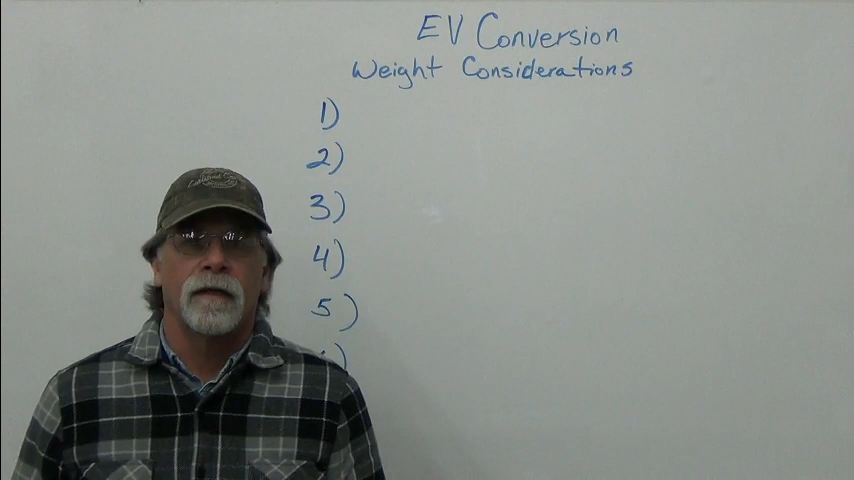 EV Conversion
Weight Considerations
1)
2)
3)
4)
5)